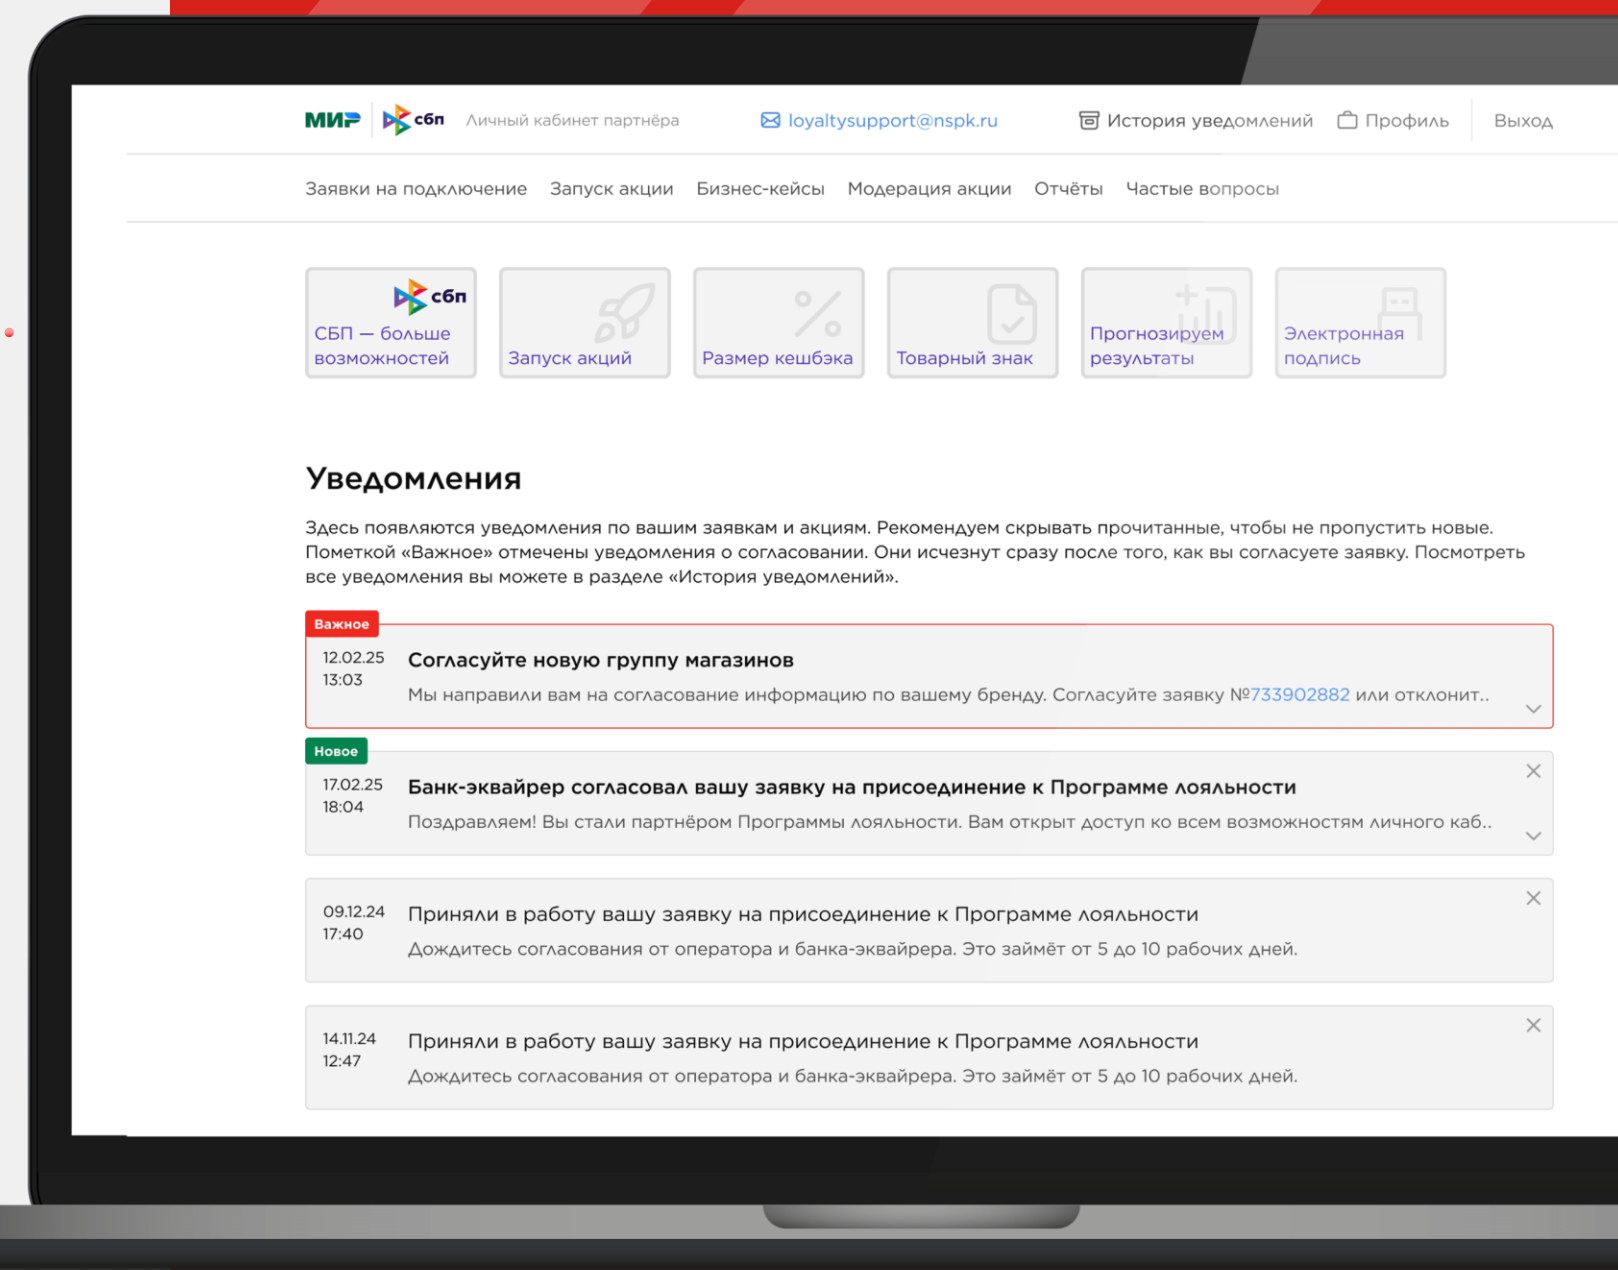 МИР сбп Личный кабинет партнёра loyaltysupport@nspk.ru История уведомлений Профиль Выход
Заявки на подключение Запуск акции Бизнес-кейсы Модерация акции Отчёты Частые вопросы
сбп
СБП — больше
возможностей
Запуск акций
Размер кешбэка
Товарный знак
Прогнозируем
результаты
Электронная
подпись
Уведомления
Здесь появляются уведомления по вашим заявкам и акциям. Рекомендуем скрывать прочитанные, чтобы не пропустить новые.
Пометкой «Важное» отмечены уведомления о согласовании. Они исчезнут сразу после того, как вы согласуете заявку. Посмотреть
все уведомления вы можете в разделе «История уведомлений».
Важное
12.02.25 Согласуйте новую группу магазинов
13:03
Мы направили вам на согласование информацию по вашему бренду. Согласуйте заявку №733902882 или отклонит..
Новое
17.02.25 Банк-эквайрер согласовал вашу заявку на присоединение к Программе лояльности
18:04
Поздравляем! Вы стали партнёром Программы лояльности. Вам открыт доступ ко всем возможностям личного каб..
09.12.24 Приняли в работу вашу заявку на присоединение к Программе лояльности
17:40
Дождитесь согласования от оператора и банка-эквайрера. Это займёт от 5 до 10 рабочих дней.
14.11.24 Приняли в работу вашу заявку на присоединение к Программе лояльности
12:47
Дождитесь согласования от оператора и банка-эквайрера. Это займёт от 5 до 10 рабочих дней.